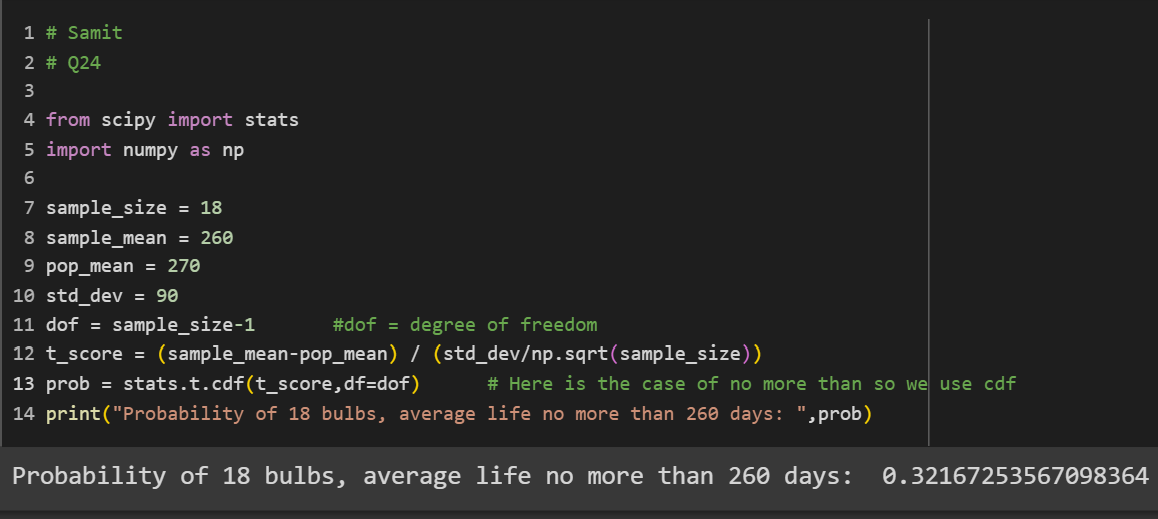 1 # Samit
2 # Q24
3
4 from scipy import stats
5 import numpy as np
6
7 sample_size = 18
8 sample_mean = 260
9 pop_mean = 270
10 std_dev = 90
11 dof = sample_size-1       #dof = degree of freedom
12 t_score = (sample_mean-pop_mean) / (std_dev/np.sqrt(sample_size))
13 prob = stats.t.cdf(t_score,df=dof)      # Here is the case of no more than so we use cdf
14 print("Probability of 18 bulbs, average life no more than 260 days: ",prob)
Probability of 18 bulbs, average life no more than 260 days:  0.32167253567098364